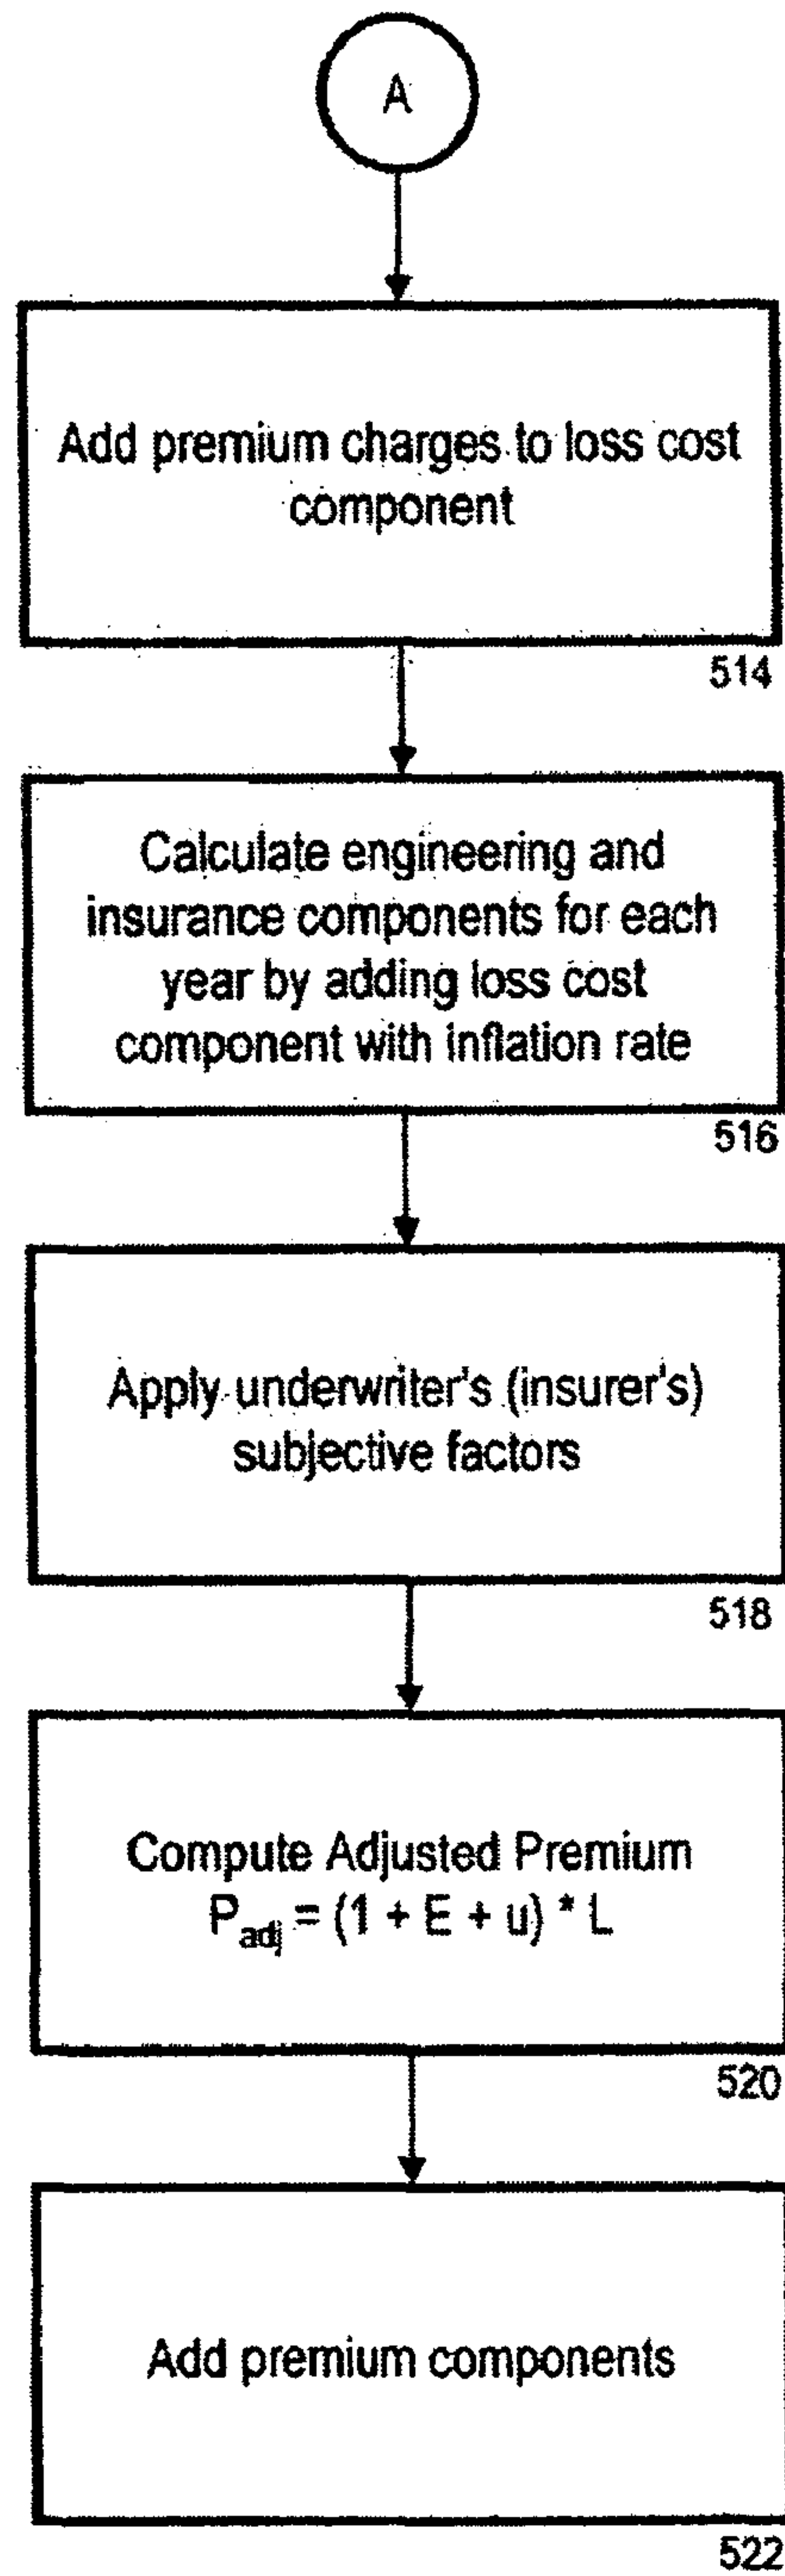 A
Add premium charges to loss cost
component
514
Calculate engineering and
insurance components for each
year by adding loss cost
component with inflation rate
516
Apply underwriter's (insurer's)
subjective factors
518
Compute Adjusted Premium
P_adj = (1 + E + u) * L
520
Add premium components
522